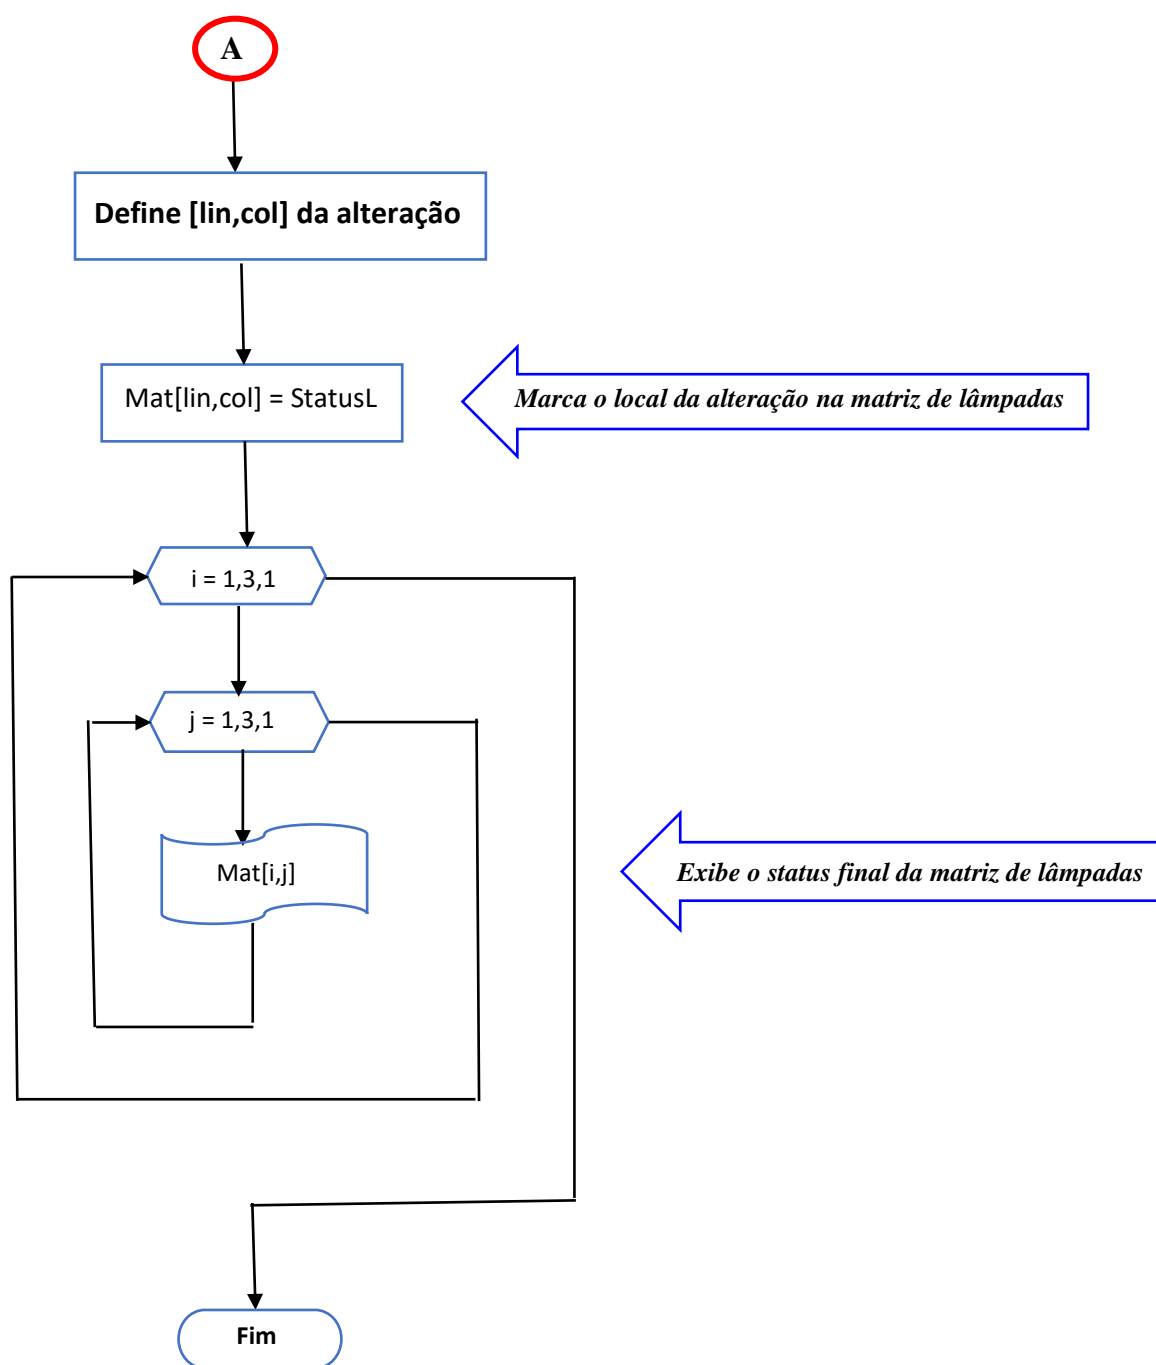 A
Define [lin,col] da alteração
Mat[lin,col] = StatusL
Marca o local da alteração na matriz de lâmpadas
i = 1,3,1
j = 1,3,1
Mat[i,j]
Exibe o status final da matriz de lâmpadas
Fim